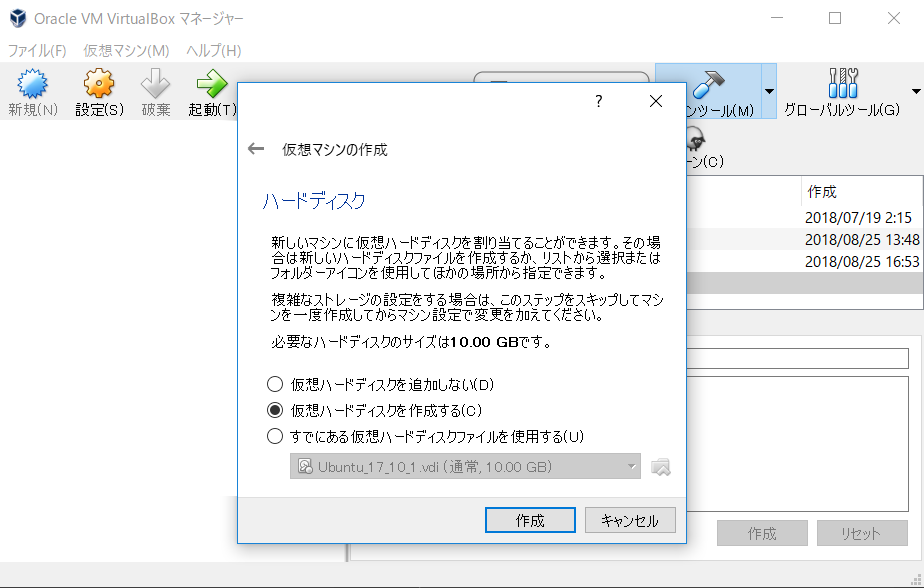 Oracle VM VirtualBox マネージャー
ファイル(F) 仮想マシン(M) ヘルプ(H)
新規(N) 設定(S) 破棄 起動(T) ンツール(M) グローバルツール(G)
ーン(C)
?
仮想マシンの作成
ハードディスク
新しいマシンに仮想ハードディスクを割り当てることができます。その場
合は新しいハードディスクファイルを作成するか、リストから選択または
フォルダーアイコンを使用してほかの場所から指定できます。
複雑なストレージの設定をする場合は、このステップをスキップしてマシ
ンを一度作成してからマシン設定で変更を加えてください。
必要なハードディスクのサイズは10.00 GBです。
仮想ハードディスクを追加しない(D)
仮想ハードディスクを作成する(C)
すでにある仮想ハードディスクファイルを使用する(U)
Ubuntu_17_10_1.vdi (通常, 10.00 GB)
作成 キャンセル
作成
2018/07/19 2:15
2018/08/25 13:48
2018/08/25 16:53
作成 リセット